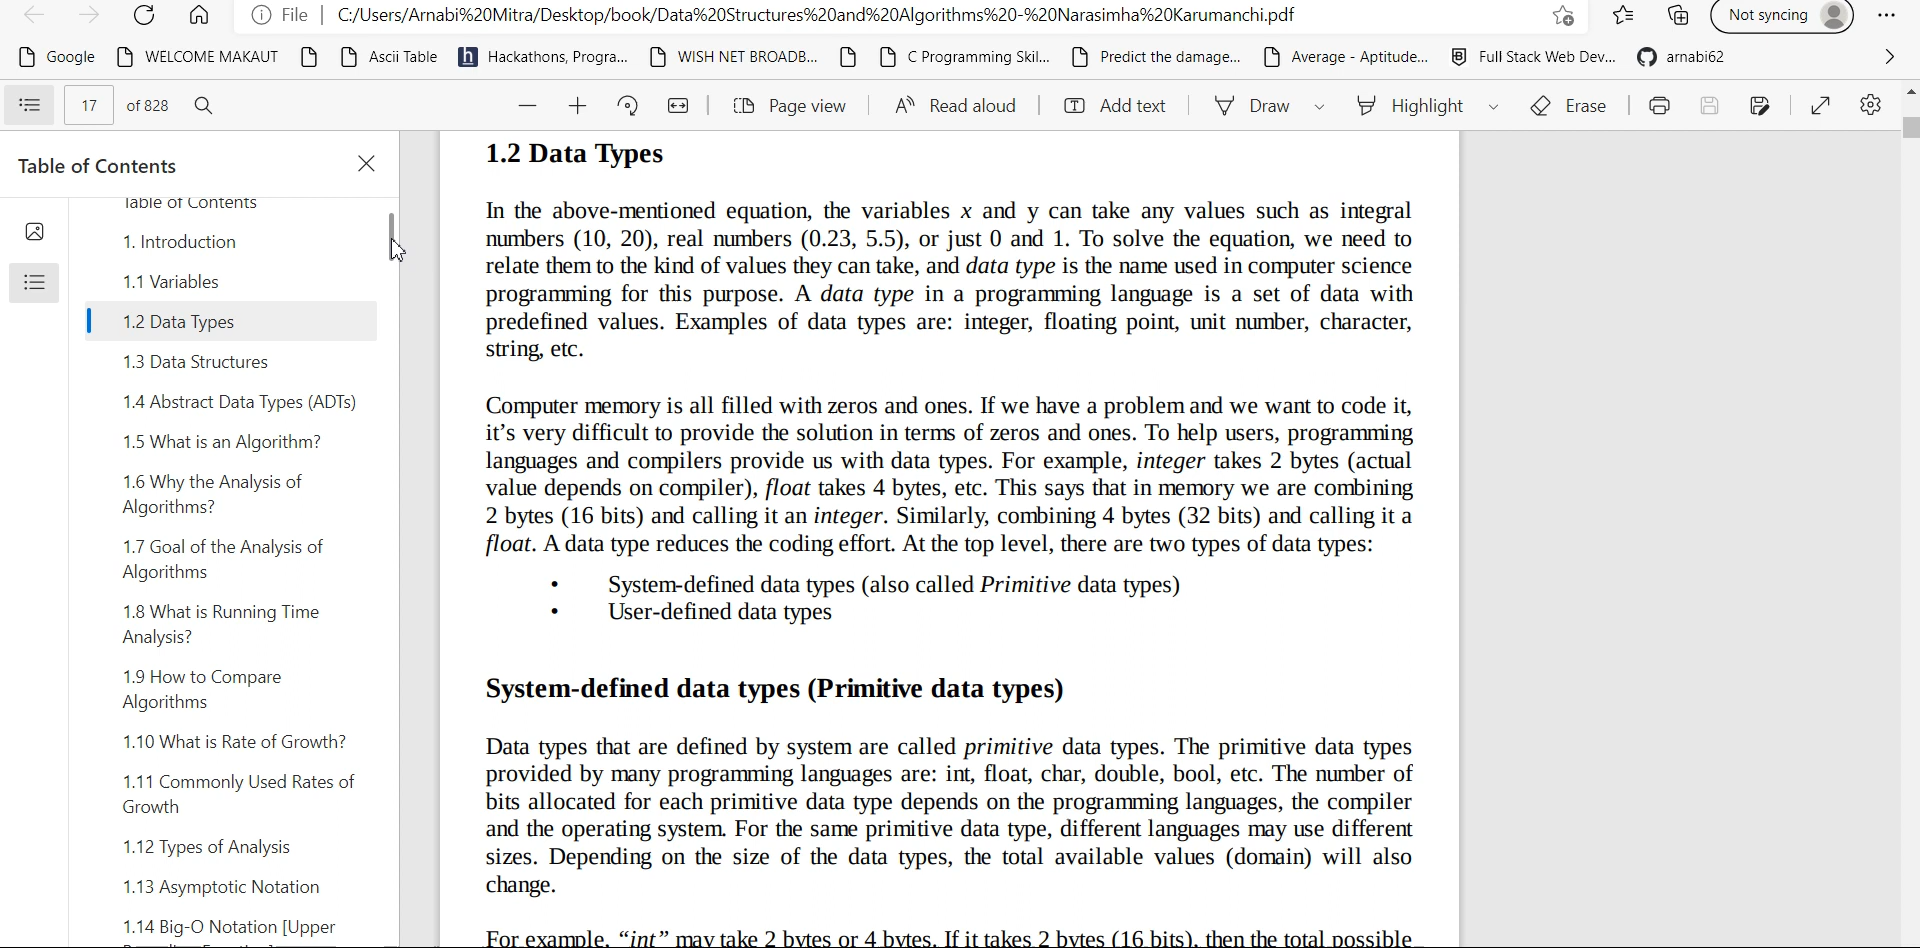 File C:/Users/Arnabi%20Mitra/Desktop/book/Data%20Structures%20and%20Algorithms%20-%20Narasimha%20Karumanchi.pdf Not syncing
Google WELCOME MAKAUT Ascii Table Hackathons, Progra... WISH NET BROADB... C Programming Skil... Predict the damage... Average - Aptitude... Full Stack Web Dev... arnabi62
17 of 828 Page view Read aloud Add text Draw Highlight Erase
Table of Contents
Table of Contents
1. Introduction
1.1 Variables
1.2 Data Types
1.3 Data Structures
1.4 Abstract Data Types (ADTs)
1.5 What is an Algorithm?
1.6 Why the Analysis of
Algorithms?
1.7 Goal of the Analysis of
Algorithms
1.8 What is Running Time
Analysis?
1.9 How to Compare
Algorithms
1.10 What is Rate of Growth?
1.11 Commonly Used Rates of
Growth
1.12 Types of Analysis
1.13 Asymptotic Notation
1.14 Big-O Notation [Upper
1.2 Data Types
In the above-mentioned equation, the variables x and y can take any values such as integral
numbers (10, 20), real numbers (0.23, 5.5), or just 0 and 1. To solve the equation, we need to
relate them to the kind of values they can take, and data type is the name used in computer science
programming for this purpose. A data type in a programming language is a set of data with
predefined values. Examples of data types are: integer, floating point, unit number, character,
string, etc.
Computer memory is all filled with zeros and ones. If we have a problem and we want to code it,
it’s very difficult to provide the solution in terms of zeros and ones. To help users, programming
languages and compilers provide us with data types. For example, integer takes 2 bytes (actual
value depends on compiler), float takes 4 bytes, etc. This says that in memory we are combining
2 bytes (16 bits) and calling it an integer. Similarly, combining 4 bytes (32 bits) and calling it a
float. A data type reduces the coding effort. At the top level, there are two types of data types:
• System-defined data types (also called Primitive data types)
• User-defined data types
System-defined data types (Primitive data types)
Data types that are defined by system are called primitive data types. The primitive data types
provided by many programming languages are: int, float, char, double, bool, etc. The number of
bits allocated for each primitive data type depends on the programming languages, the compiler
and the operating system. For the same primitive data type, different languages may use different
sizes. Depending on the size of the data types, the total available values (domain) will also
change.
For example, “int” may take 2 bytes or 4 bytes. If it takes 2 bytes (16 bits), then the total possible